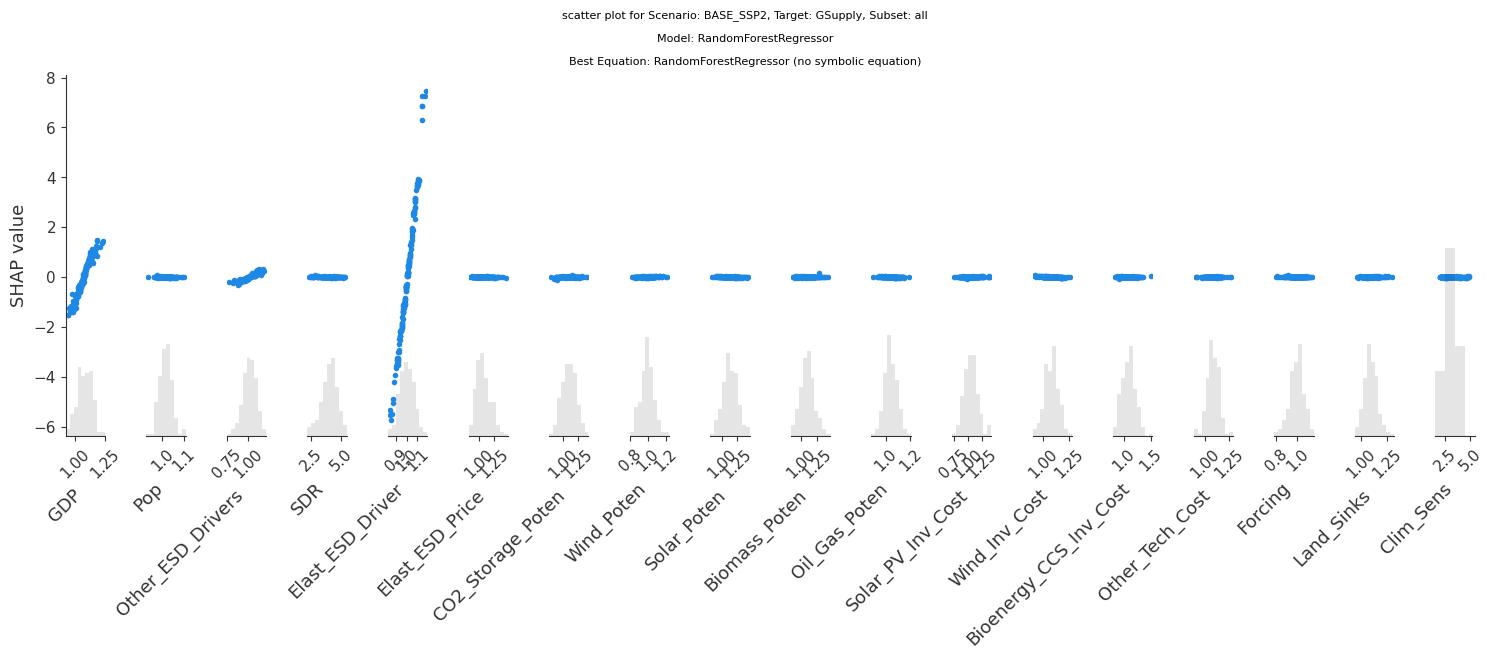 scatter plot for Scenario: BASE_SSP2, Target: GSupply, Subset: all
Model: RandomForestRegressor
Best Equation: RandomForestRegressor (no symbolic equation)
SHAP value
8
6
4
2
0
−2
−4
−6
1.00 1.25
1.0 1.1
0.75 1.00
2.5 5.0
0.9 1.0 1.1
1.00 1.25
1.00 1.25
0.8 1.0 1.2
1.00 1.25
1.00 1.25
1.0 1.2
0.75 1.00 1.25
1.00 1.25
1.0 1.5
1.00 1.25
0.8 1.0
1.00 1.25
2.5 5.0
GDP
Pop
Other_ESD_Drivers
SDR
Elast_ESD_Driver
Elast_ESD_Price
CO2_Storage_Poten
Wind_Poten
Solar_Poten
Biomass_Poten
Oil_Gas_Poten
Solar_PV_Inv_Cost
Wind_Inv_Cost
Bioenergy_CCS_Inv_Cost
Other_Tech_Cost
Forcing
Land_Sinks
Clim_Sens